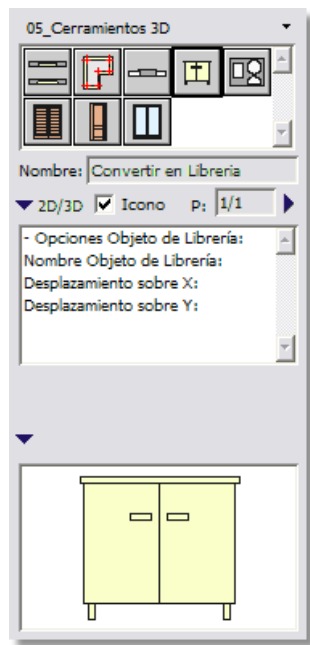 05_Cerramientos 3D
Nombre: Convertir en Libreria
2D/3D Icono P: 1/1
- Opciones Objeto de Librería:
Nombre Objeto de Librería:
Desplazamiento sobre X:
Desplazamiento sobre Y: